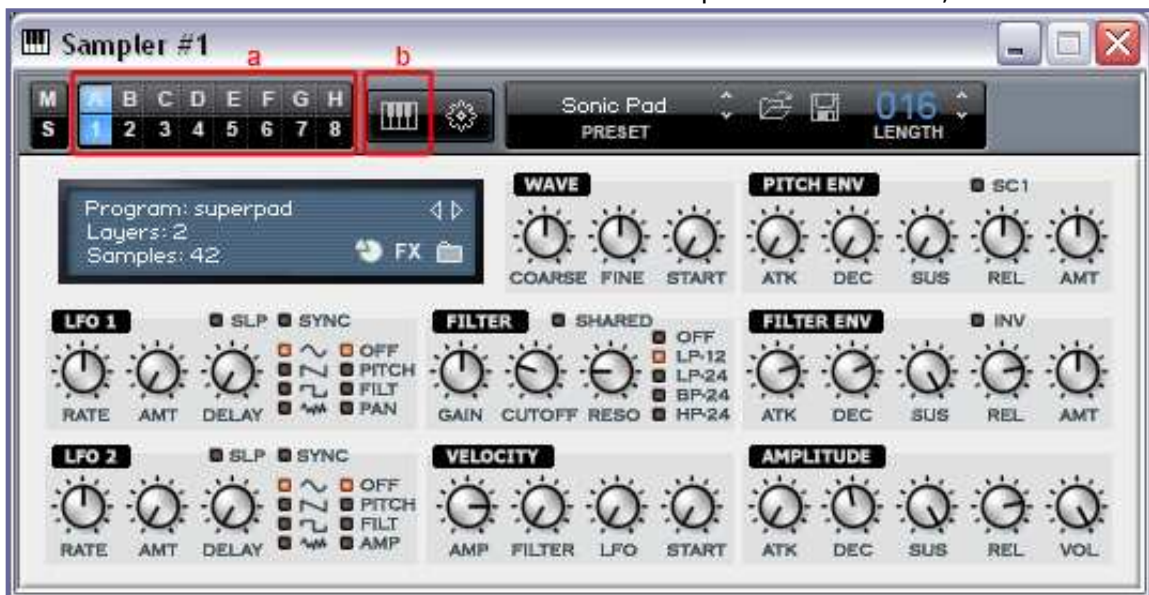 Sampler #1
a b
M A B C D E F G H
S 1 2 3 4 5 6 7 8
Sonic Pad
PRESET
016
LENGTH
Program: superpad
Layers: 2
Samples: 42
FX
WAVE
COARSE FINE START
PITCH ENV SC1
ATK DEC SUS REL AMT
LFO 1 SLP SYNC
OFF
PITCH
FILT
PAN
RATE AMT DELAY
FILTER SHARED
OFF
LP-12
LP-24
BP-24
HP-24
GAIN CUTOFF RESO
FILTER ENV INV
ATK DEC SUS REL AMT
LFO 2 SLP SYNC
OFF
PITCH
FILT
AMP
RATE AMT DELAY
VELOCITY
AMP FILTER LFO START
AMPLITUDE
ATK DEC SUS REL VOL